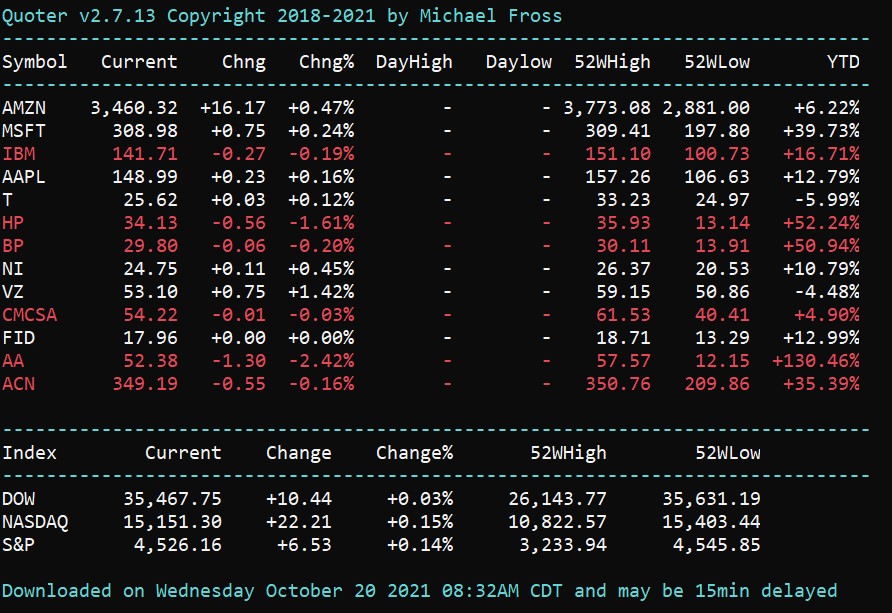 Quoter v2.7.13 Copyright 2018-2021 by Michael Fross
-------------------------------------------------------------------------------
Symbol Current Chng Chng% DayHigh Daylow 52WHigh 52WLow YTD
-------------------------------------------------------------------------------
AMZN 3,460.32 +16.17 +0.47% - - 3,773.08 2,881.00 +6.22%
MSFT 308.98 +0.75 +0.24% - - 309.41 197.80 +39.73%
IBM 141.71 -0.27 -0.19% - - 151.10 100.73 +16.71%
AAPL 148.99 +0.23 +0.16% - - 157.26 106.63 +12.79%
T 25.62 +0.03 +0.12% - - 33.23 24.97 -5.99%
HP 34.13 -0.56 -1.61% - - 35.93 13.14 +52.24%
BP 29.80 -0.06 -0.20% - - 30.11 13.91 +50.94%
NI 24.75 +0.11 +0.45% - - 26.37 20.53 +10.79%
VZ 53.10 +0.75 +1.42% - - 59.15 50.86 -4.48%
CMCSA 54.22 -0.01 -0.03% - - 61.53 40.41 +4.90%
FID 17.96 +0.00 +0.00% - - 18.71 13.29 +12.99%
AA 52.38 -1.30 -2.42% - - 57.57 12.15 +130.46%
ACN 349.19 -0.55 -0.16% - - 350.76 209.86 +35.39%
-------------------------------------------------------------------------------
Index Current Change Change% 52WHigh 52WLow
-------------------------------------------------------------------------------
DOW 35,467.75 +10.44 +0.03% 26,143.77 35,631.19
NASDAQ 15,151.30 +22.21 +0.15% 10,822.57 15,403.44
S&P 4,526.16 +6.53 +0.14% 3,233.94 4,545.85
Downloaded on Wednesday October 20 2021 08:32AM CDT and may be 15min delayed